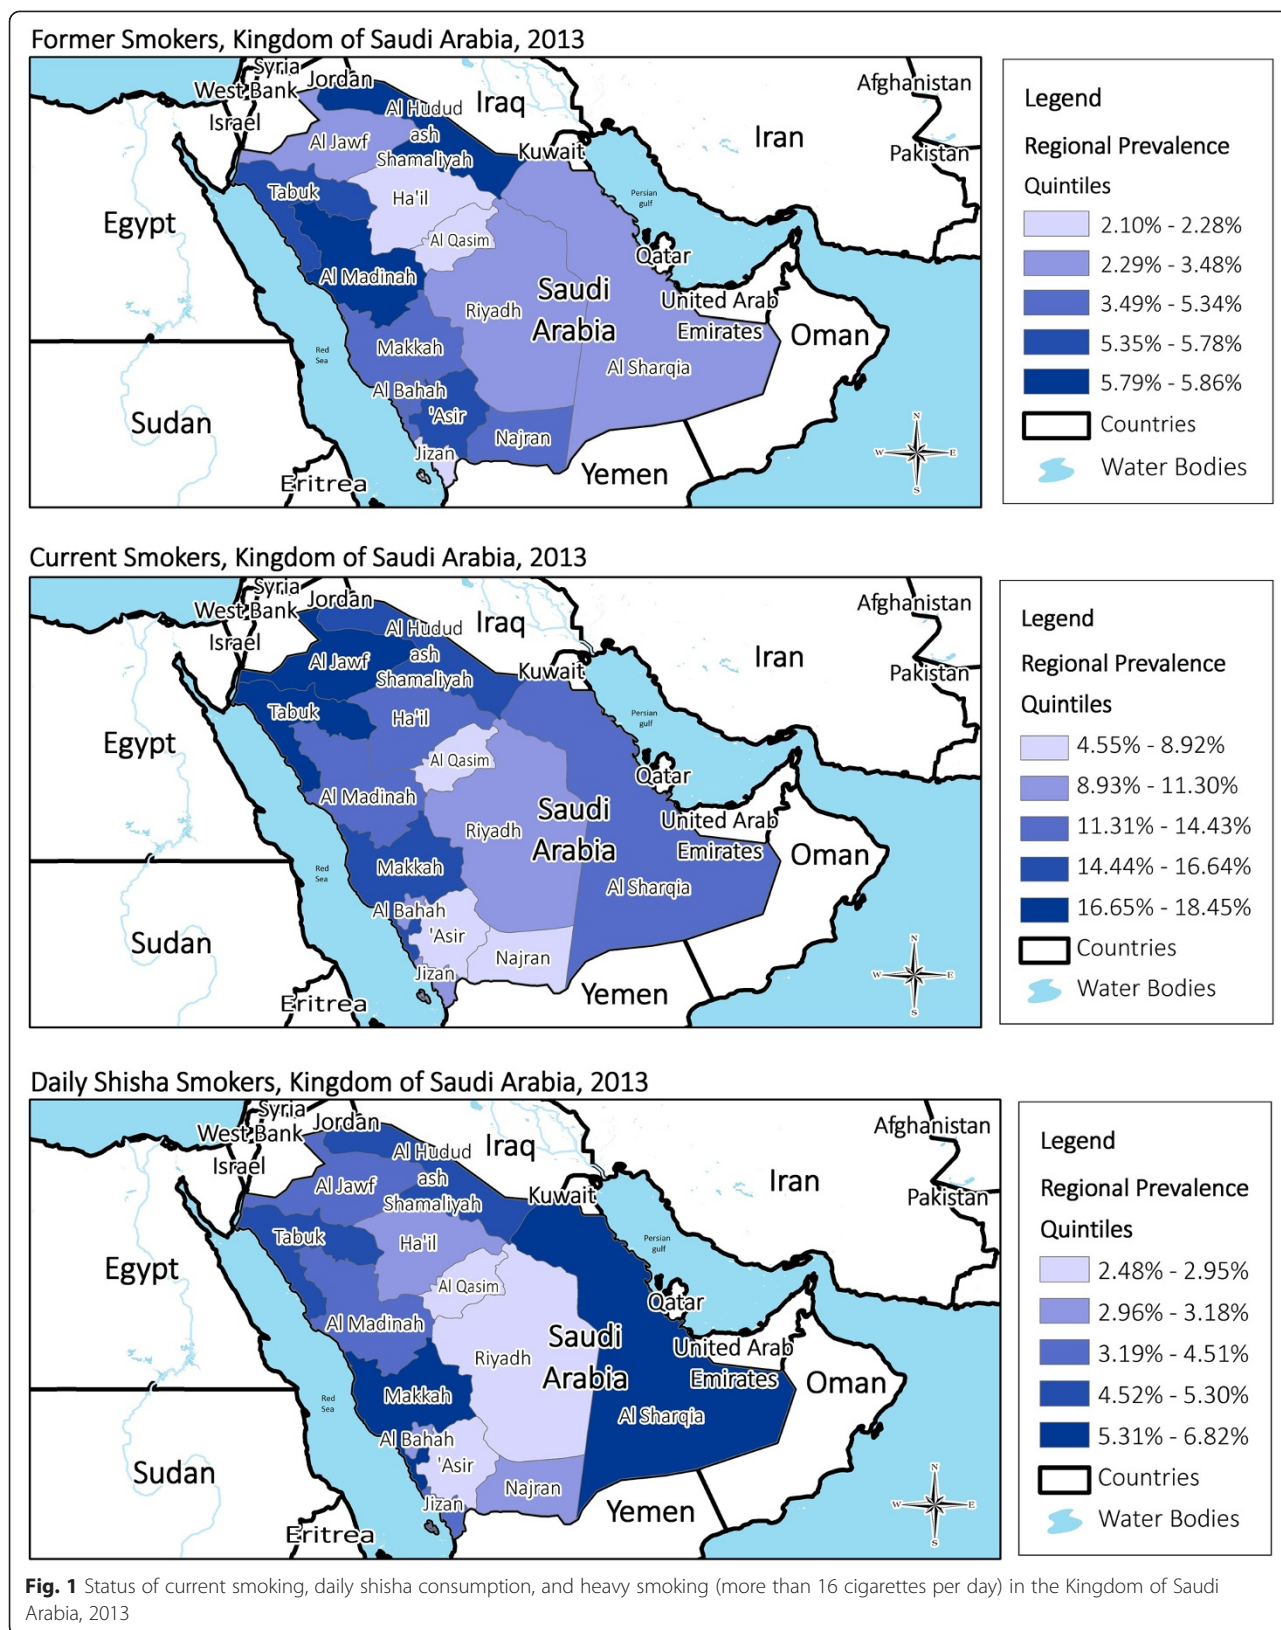 Former Smokers, Kingdom of Saudi Arabia, 2013
Syria
West Bank
Jordan
Israel
Iraq
Iran
Afghanistan
Pakistan
Kuwait
Al Hudud
ash
Shamaliyah
Al Jawf
Tabuk
Ha'il
Al Qasim
Egypt
Al Madinah
Persian
gulf
Qatar
Riyadh
Saudi
Arabia
United Arab
Emirates
Oman
Makkah
Red
Sea
Al Sharqia
Al Bahah
'Asir
Najran
Jizan
Sudan
Eritrea
Yemen
N
W E
S
Legend
Regional Prevalence
Quintiles
2.10% - 2.28%
2.29% - 3.48%
3.49% - 5.34%
5.35% - 5.78%
5.79% - 5.86%
Countries
Water Bodies
Current Smokers, Kingdom of Saudi Arabia, 2013
Syria
West Bank
Jordan
Israel
Iraq
Iran
Afghanistan
Pakistan
Kuwait
Al Hudud
ash
Shamaliyah
Al Jawf
Tabuk
Ha'il
Al Qasim
Egypt
Al Madinah
Persian
gulf
Qatar
Riyadh
Saudi
Arabia
United Arab
Emirates
Oman
Makkah
Red
Sea
Al Sharqia
Al Bahah
'Asir
Najran
Jizan
Sudan
Eritrea
Yemen
N
W E
S
Legend
Regional Prevalence
Quintiles
4.55% - 8.92%
8.93% - 11.30%
11.31% - 14.43%
14.44% - 16.64%
16.65% - 18.45%
Countries
Water Bodies
Daily Shisha Smokers, Kingdom of Saudi Arabia, 2013
Syria
West Bank
Jordan
Israel
Iraq
Iran
Afghanistan
Pakistan
Kuwait
Al Hudud
ash
Shamaliyah
Al Jawf
Tabuk
Ha'il
Al Qasim
Egypt
Al Madinah
Persian
gulf
Qatar
Riyadh
Saudi
Arabia
United Arab
Emirates
Oman
Makkah
Red
Sea
Al Sharqia
Al Bahah
'Asir
Najran
Jizan
Sudan
Eritrea
Yemen
N
W E
S
Legend
Regional Prevalence
Quintiles
2.48% - 2.95%
2.96% - 3.18%
3.19% - 4.51%
4.52% - 5.30%
5.31% - 6.82%
Countries
Water Bodies
Fig. 1 Status of current smoking, daily shisha consumption, and heavy smoking (more than 16 cigarettes per day) in the Kingdom of Saudi
Arabia, 2013